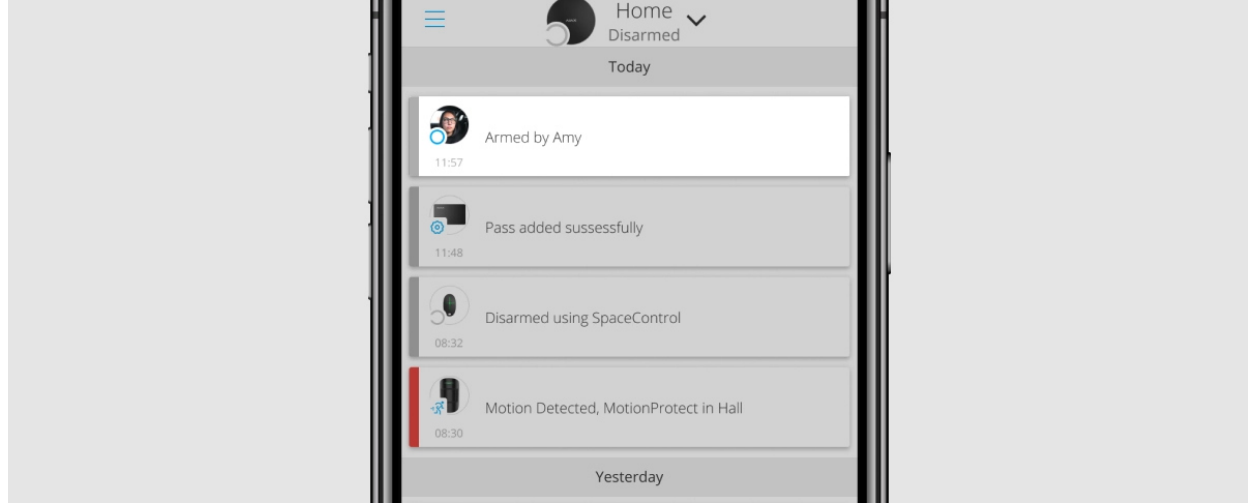 Home
Disarmed
Today
Armed by Amy
11:57
Pass added sussessfully
11:48
Disarmed using SpaceControl
08:32
Motion Detected, MotionProtect in Hall
08:30
Yesterday